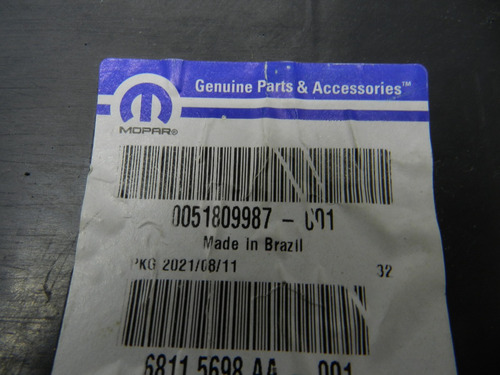 Genuine Parts & Accessories™
MOPAR®
0051809987 - 001
Made in Brazil
PKG 2021/08/11 32
6811 5698 AA 001